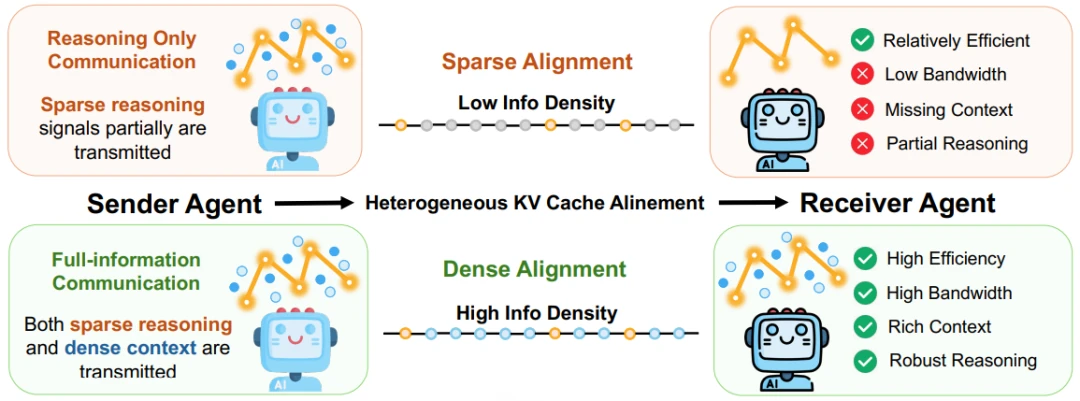 Reasoning Only
Communication
Sparse reasoning
signals partially are
transmitted
AI
Sparse Alignment
Low Info Density
AI
Relatively Efficient
Low Bandwidth
Missing Context
Partial Reasoning
Sender Agent
Heterogeneous KV Cache Alinement
Receiver Agent
Full-information
Communication
Both sparse reasoning
and dense context are
transmitted
AI
Dense Alignment
High Info Density
AI
High Efficiency
High Bandwidth
Rich Context
Robust Reasoning